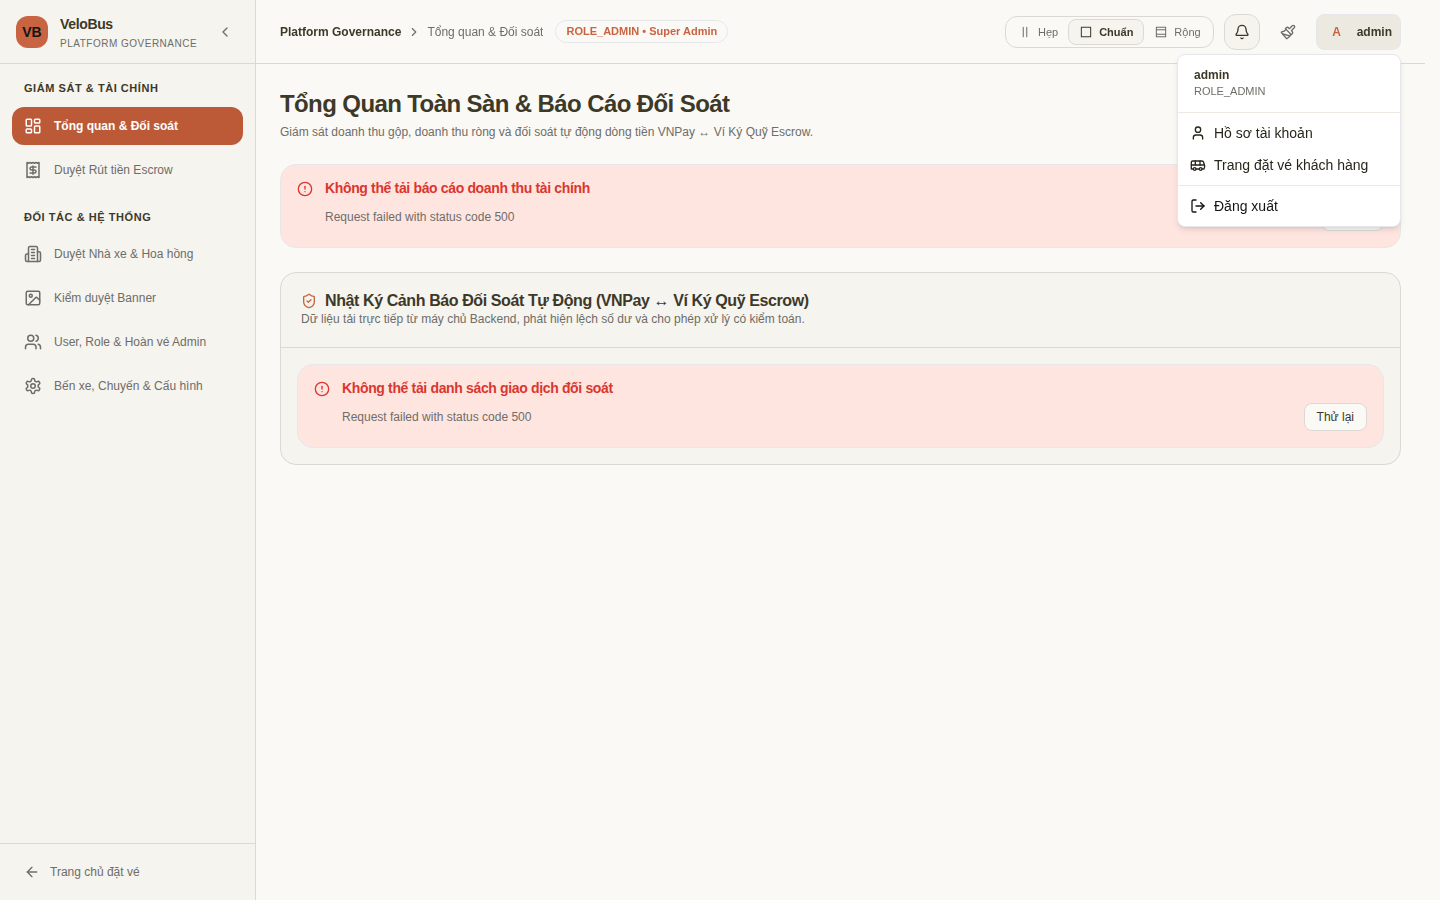 VB
VeloBus
PLATFORM GOVERNANCE
GIÁM SÁT & TÀI CHÍNH
Tổng quan & Đối soát
Duyệt Rút tiền Escrow
ĐỐI TÁC & HỆ THỐNG
Duyệt Nhà xe & Hoa hồng
Kiểm duyệt Banner
User, Role & Hoàn vé Admin
Bến xe, Chuyến & Cấu hình
Trang chủ đặt vé
Platform Governance > Tổng quan & Đối soát ROLE_ADMIN • Super Admin
Hẹp Chuẩn Rộng
A admin
admin
ROLE_ADMIN
Hồ sơ tài khoản
Trang đặt vé khách hàng
Đăng xuất
Tổng Quan Toàn Sàn & Báo Cáo Đối Soát
Giám sát doanh thu gộp, doanh thu ròng và đối soát tự động dòng tiền VNPay ↔ Ví Ký Quỹ Escrow.
Không thể tải báo cáo doanh thu tài chính
Request failed with status code 500
Nhật Ký Cảnh Báo Đối Soát Tự Động (VNPay ↔ Ví Ký Quỹ Escrow)
Dữ liệu tải trực tiếp từ máy chủ Backend, phát hiện lệch số dư và cho phép xử lý có kiểm toán.
Không thể tải danh sách giao dịch đối soát
Request failed with status code 500
Thử lại